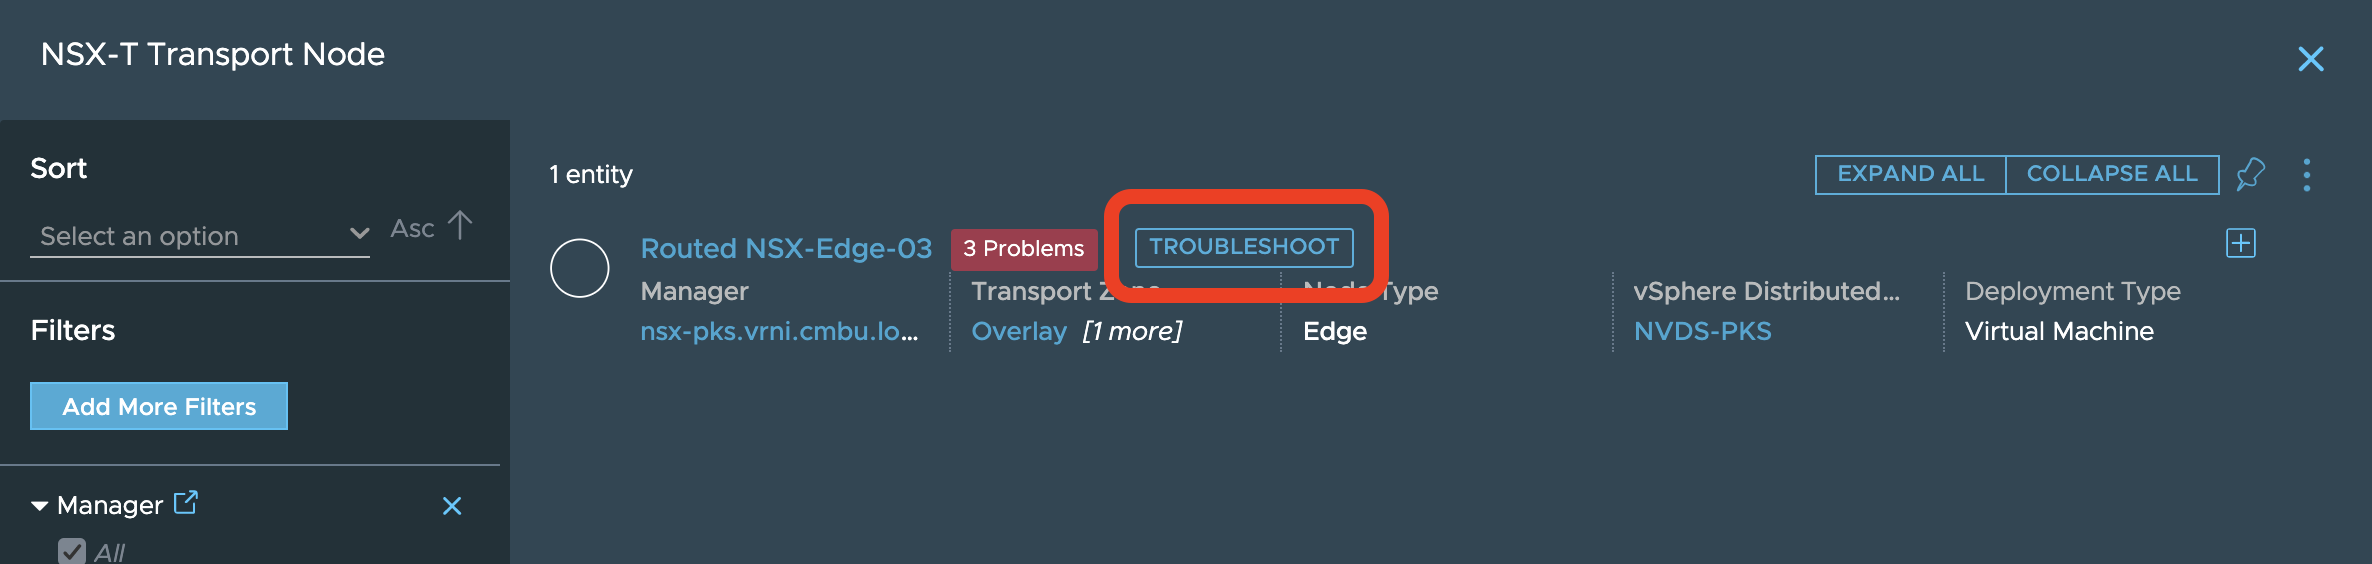 NSX-T Transport Node
Sort
Select an option
Asc
Filters
Add More Filters
Manager
All
1 entity
EXPAND ALL
COLLAPSE ALL
Routed NSX-Edge-03
3 Problems
TROUBLESHOOT
Manager
nsx-pks.vrni.cmbu.lo...
Transport Zone
Overlay [1 more]
Node Type
Edge
vSphere Distributed...
NVDS-PKS
Deployment Type
Virtual Machine